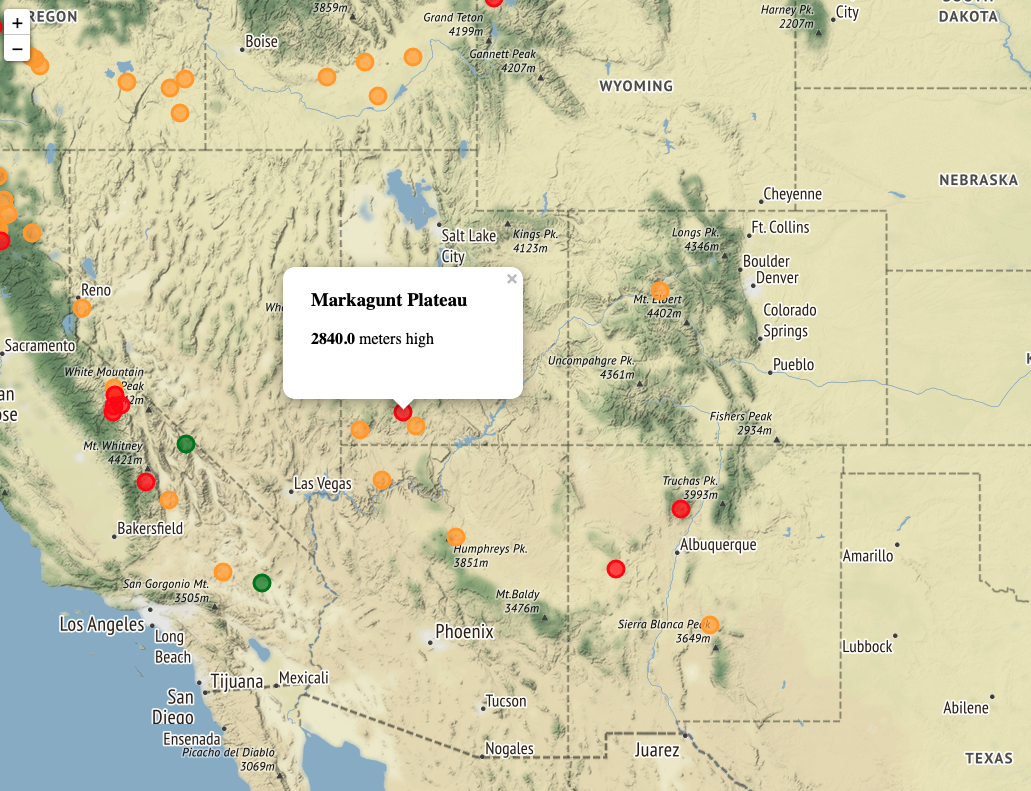 +
−
REGON
3859m
Grand Teton
4199m
Gannett Peak
4207m
Harney Pk.
2207m
City
SOUTH
DAKOTA
Boise
WYOMING
NEBRASKA
Cheyenne
Ft. Collins
Longs Pk.
4346m
Boulder
Denver
Salt Lake
City
Kings Pk.
4123m
Reno
Mt. Elbert
4402m
Colorado
Springs
Sacramento
Whe
×
Markagunt Plateau
2840.0 meters high
Uncompahgre Pk.
4361m
Pueblo
K
White Mountain
Peak
2m
an
ose
Fishers Peak
2934m
Mt. Whitney
4421m
Las Vegas
Truchas Pk.
3993m
Bakersfield
Albuquerque
Amarillo
Humphreys Pk.
3851m
San Gorgonio Mt.
3505m
Mt.Baldy
3476m
Sierra Blanca Peak
3649m
Los Angeles
Long
Beach
Phoenix
Lubbock
Tijuana
Mexicali
San
Diego
Tucson
Abilene
Ensenada
Picacho del Diablo
3069m
Nogales
Juarez
TEXAS